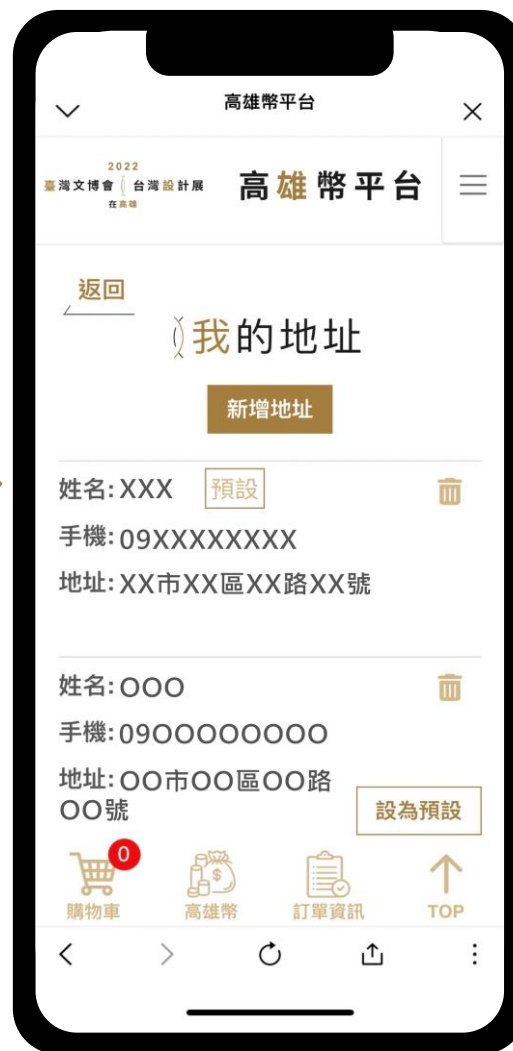 高雄幣平台
2022
臺灣文博會 台灣設計展
在高雄
高雄幣平台
返回
我的地址
新增地址
姓名: XXX 預設
手機: 09XXXXXXXX
地址: XX市XX區XX路XX號
姓名: OOO
手機: 09OOOOOOOOO
地址: OO市OO區OO路
OO號
設為預設
0
$
購物車 高雄幣 訂單資訊 TOP